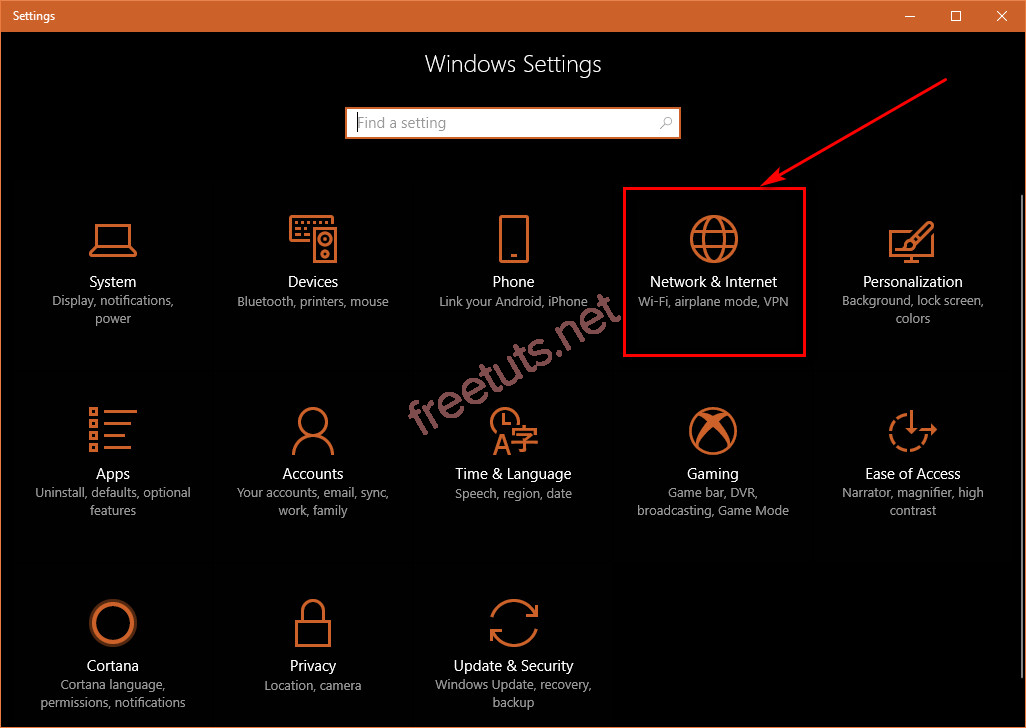 Settings
Windows Settings
Find a setting
System
Display, notifications,
power
Devices
Bluetooth, printers, mouse
Phone
Link your Android, iPhone
Network & Internet
Wi-Fi, airplane mode, VPN
Personalization
Background, lock screen,
colors
freetuts.net
Apps
Uninstall, defaults, optional
features
Accounts
Your accounts, email, sync,
work, family
A字
Time & Language
Speech, region, date
Gaming
Game bar, DVR,
broadcasting, Game Mode
Ease of Access
Narrator, magnifier, high
contrast
Cortana
Cortana language,
permissions, notifications
Privacy
Location, camera
Update & Security
Windows Update, recovery,
backup